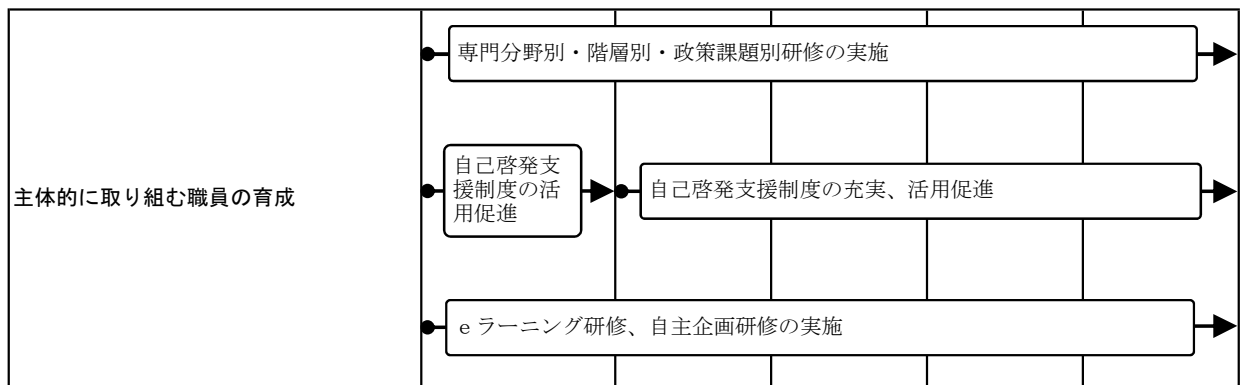 専門分野別・階層別・政策課題別研修の実施
主体的に取り組む職員の育成
自己啓発支
援制度の活
用促進
自己啓発支援制度の充実、活用促進
eラーニング研修、自主企画研修の実施